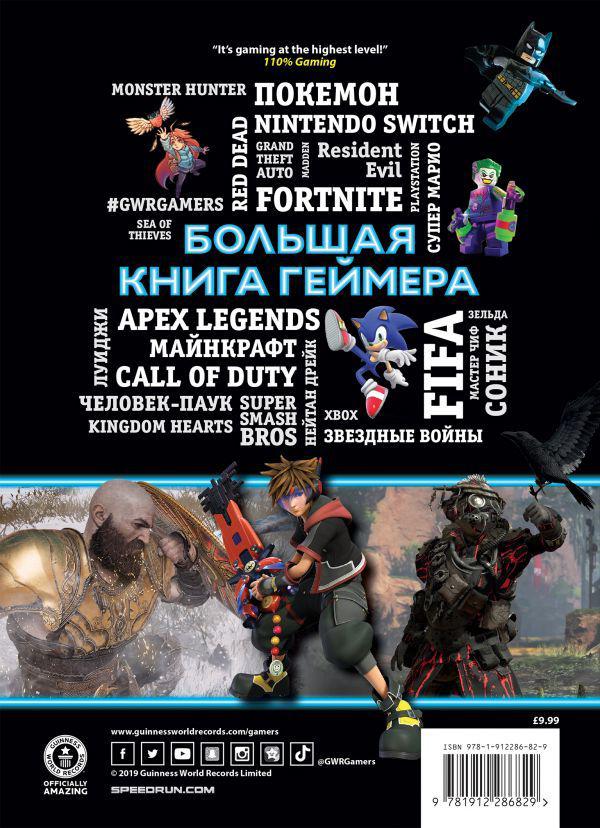 “It’s gaming at the highest level!”
110% Gaming
MONSTER HUNTER
ПОКЕМОН
NINTENDO SWITCH
RED DEAD
GRAND
THEFT
AUTO
MADDEN
Resident
Evil
PLAYSTATION
СУПЕР МАРИО
#GWRGAMERS
FORTNITE
SEA OF
THIEVES
БОЛЬШАЯ
КНИГА ГЕЙМЕРА
ЛУИДЖИ
APEX LEGENDS
МАЙНКРАФТ
CALL OF DUTY
ЧЕЛОВЕК-ПАУК
KINGDOM HEARTS
SUPER
SMASH
BROS
НЕЙТАН ДРЕЙК
XBOX
FIFA
ЗЕЛЬДА
МАСТЕР ЧИФ
СОНИК
ЗВЕЗДНЫЕ ВОЙНЫ
GUINNESS
WORLD RECORDS
OFFICIALLY
AMAZING
www.guinnessworldrecords.com/gamers
@GWRGamers
© 2019 Guinness World Records Limited
SPEEDRUN.COM
£9.99
ISBN 978-1-912286-82-9
9 781912 286829 >